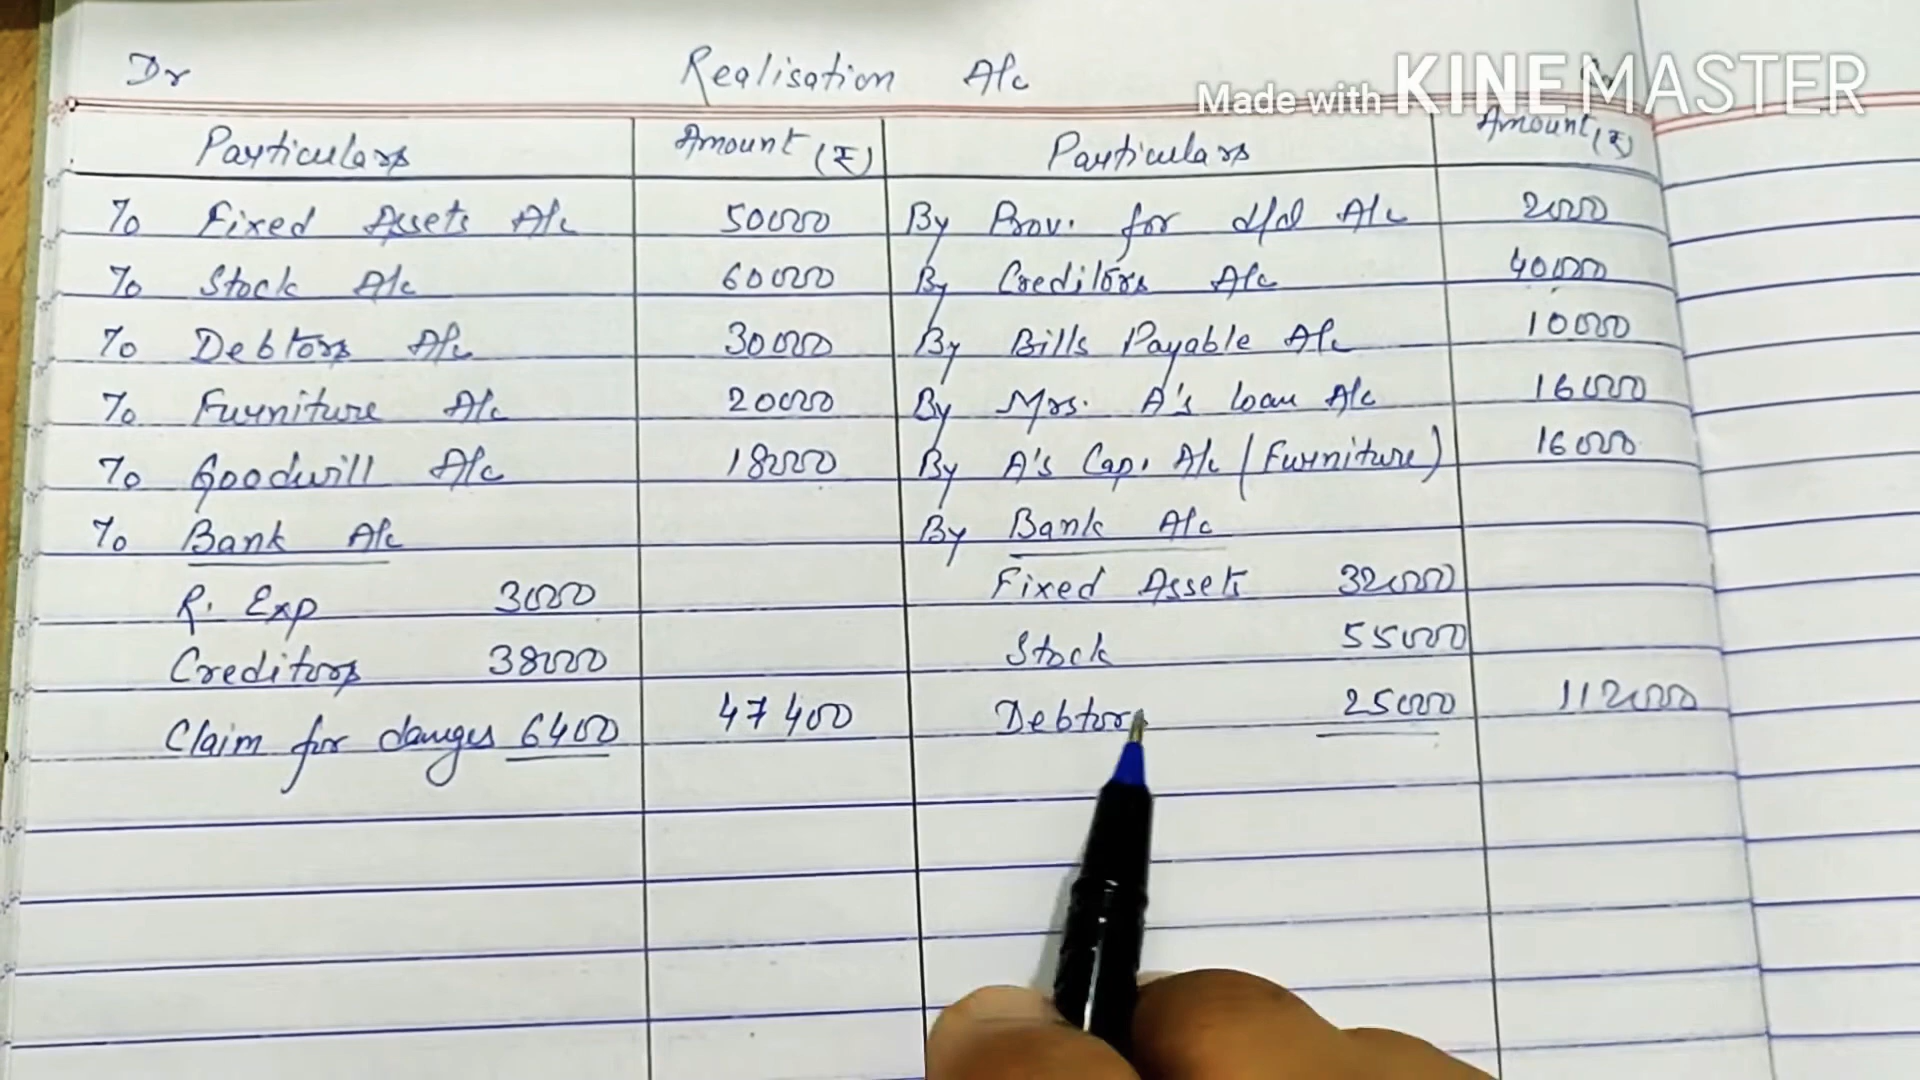 Dr Realisation A/c Cr
Made with KINEMASTER
Particulars Amount (₹) Particulars Amount (₹)
To Fixed Assets A/c 50000 By Prov. for d/d A/c 2000
To Stock A/c 60000 By Creditors A/c 40000
To Debtors A/c 30000 By Bills Payable A/c 10000
To Furniture A/c 20000 By Mrs. A's loan A/c 16000
To Goodwill A/c 18000 By A's Cap. A/c (Furniture) 16000
To Bank A/c By Bank A/c
R. Exp 3000 Fixed Assets 32000
Creditors 38000 Stock 55000
Claim for damges 6400 47400 Debtors 25000 112000